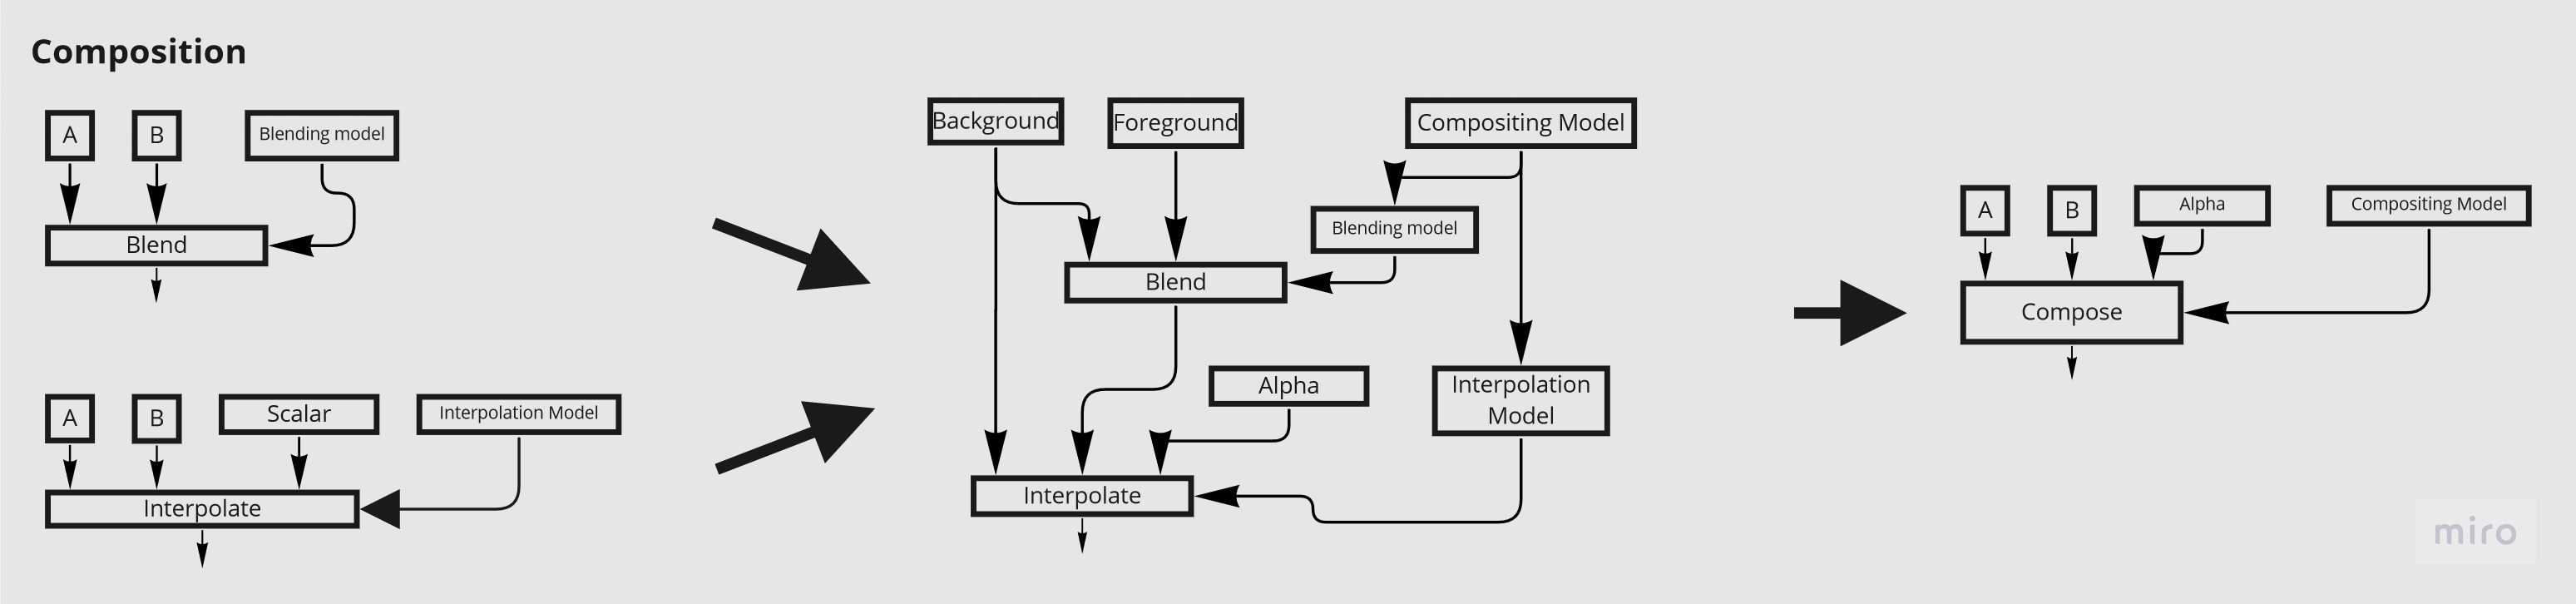 Composition
A
B
Blending model
Blend
A
B
Scalar
Interpolation Model
Interpolate
Background
Foreground
Compositing Model
Blending model
Blend
Alpha
Interpolation
Model
Interpolate
A
B
Alpha
Compositing Model
Compose
miro